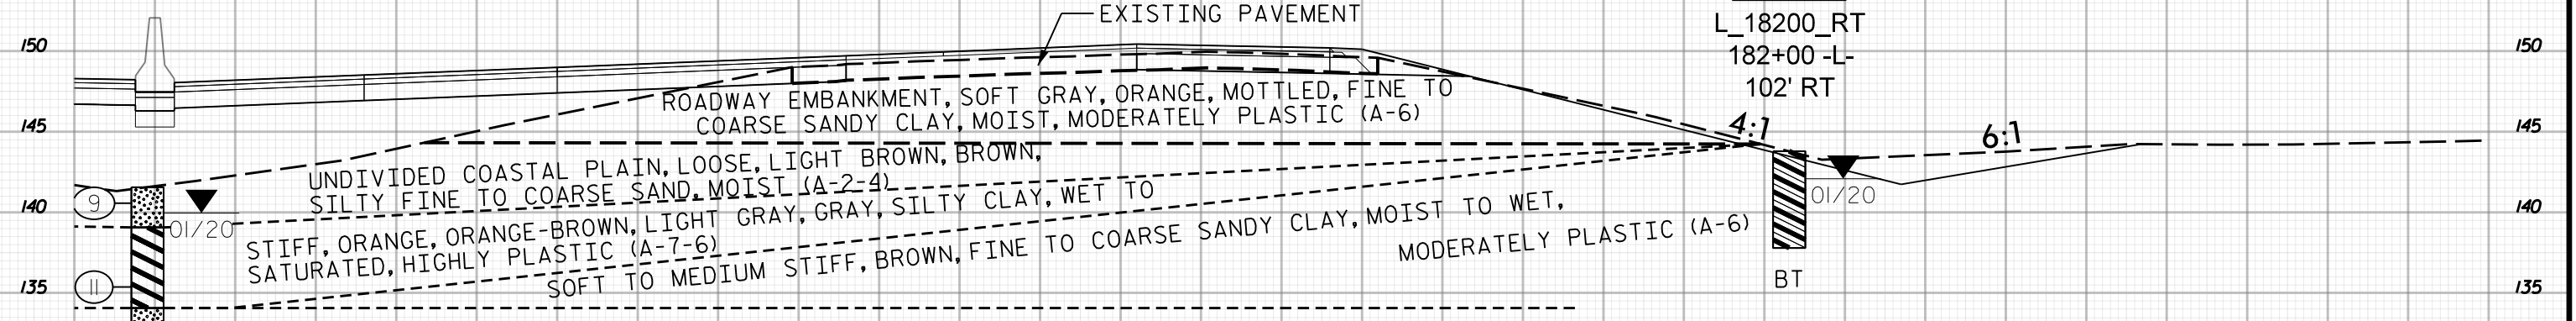 EXISTING PAVEMENT
L_18200_RT
182+00 -L-
102' RT
150
150
ROADWAY EMBANKMENT, SOFT GRAY, ORANGE, MOTTLED, FINE TO
COARSE SANDY CLAY, MOIST, MODERATELY PLASTIC (A-6)
145
4:1
6:1
145
UNDIVIDED COASTAL PLAIN, LOOSE, LIGHT BROWN, BROWN,
SILTY FINE TO COARSE SAND, MOIST (A-2-4)
140
9
01/20
01/20
140
STIFF, ORANGE, ORANGE-BROWN, LIGHT GRAY, GRAY, SILTY CLAY, WET TO
SATURATED, HIGHLY PLASTIC (A-7-6)
SOFT TO MEDIUM STIFF, BROWN, FINE TO COARSE SANDY CLAY, MOIST TO WET,
MODERATELY PLASTIC (A-6)
135
11
BT
135